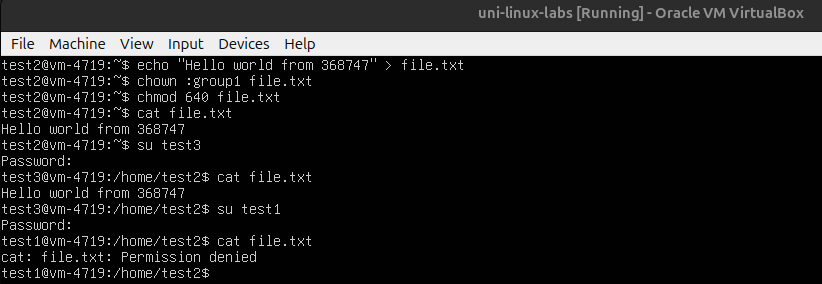 uni-linux-labs [Running] - Oracle VM VirtualBox
File Machine View Input Devices Help
test2@vm-4719:~$ echo "Hello world from 368747" > file.txt
test2@vm-4719:~$ chown :group1 file.txt
test2@vm-4719:~$ chmod 640 file.txt
test2@vm-4719:~$ cat file.txt
Hello world from 368747
test2@vm-4719:~$ su test3
Password:
test3@vm-4719:/home/test2$ cat file.txt
Hello world from 368747
test3@vm-4719:/home/test2$ su test1
Password:
test1@vm-4719:/home/test2$ cat file.txt
cat: file.txt: Permission denied
test1@vm-4719:/home/test2$